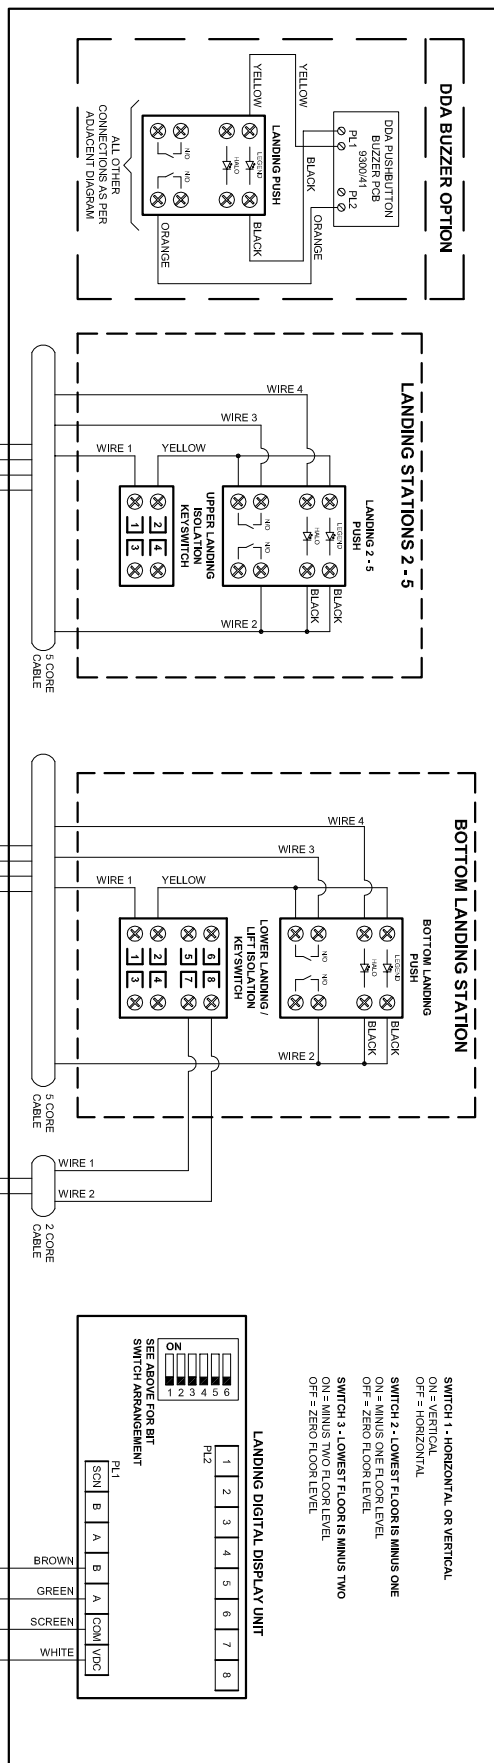 DDA BUZZER OPTION
DDA PUSHBUTTON
BUZZER PCB
9300/41
PL1
PL2
YELLOW
YELLOW
BLACK
ORANGE
LANDING PUSH
LEGEND
HALO
N/O
N/O
BLACK
ORANGE
ALL OTHER
CONNECTIONS AS PER
ADJACENT DIAGRAM
LANDING STATIONS 2 - 5
WIRE 4
WIRE 3
WIRE 1
YELLOW
LANDING 2 - 5
PUSH
LEGEND
HALO
N/O
N/O
BLACK
BLACK
UPPER LANDING
ISOLATION
KEYSWITCH
1
2
3
4
WIRE 2
5 CORE
CABLE
BOTTOM LANDING STATION
WIRE 4
WIRE 3
WIRE 1
YELLOW
BOTTOM LANDING
PUSH
LEGEND
HALO
N/O
N/O
BLACK
BLACK
LOWER LANDING /
LIFT ISOLATION
KEYSWITCH
1
2
5
6
3
4
7
8
WIRE 2
5 CORE
CABLE
WIRE 1
WIRE 2
2 CORE
CABLE
SWITCH 1 - HORIZONTAL OR VERTICAL
ON = VERTICAL
OFF = HORIZONTAL
SWITCH 2 - LOWEST FLOOR IS MINUS ONE
ON = MINUS ONE FLOOR LEVEL
OFF = ZERO FLOOR LEVEL
SWITCH 3 - LOWEST FLOOR IS MINUS TWO
ON = MINUS TWO FLOOR LEVEL
OFF = ZERO FLOOR LEVEL
LANDING DIGITAL DISPLAY UNIT
ON
1 2 3 4 5 6
SEE ABOVE FOR BIT
SWITCH ARRANGEMENT
PL2
1 2 3 4 5 6 7 8
PL1
SCN B A B A COM VDC
BROWN
GREEN
SCREEN
WHITE